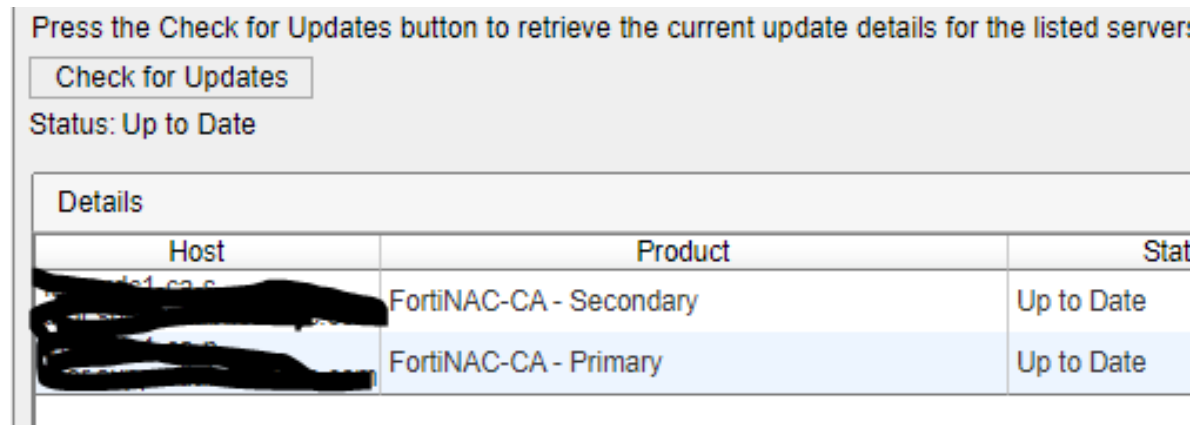 Press the Check for Updates button to retrieve the current update details for the listed servers
Check for Updates
Status: Up to Date
Details
Host Product Stat
FortiNAC-CA - Secondary Up to Date
FortiNAC-CA - Primary Up to Date